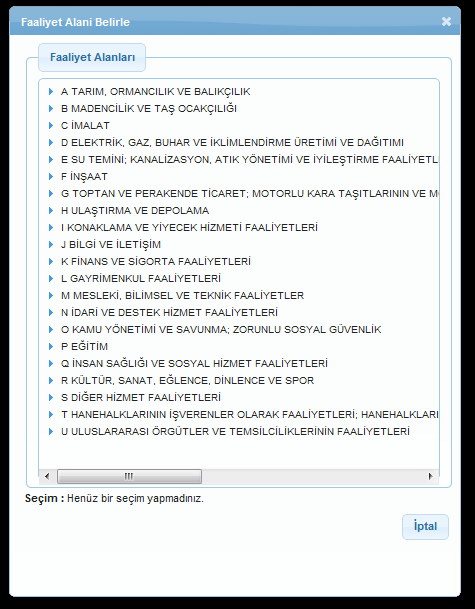 Faaliyet Alani Belirle
Faaliyet Alanları
A TARIM, ORMANCILIK VE BALIKÇILIK
B MADENCİLİK VE TAŞ OCAKÇILIĞI
C İMALAT
D ELEKTRİK, GAZ, BUHAR VE İKLİMLENDİRME ÜRETİMİ VE DAĞITIMI
E SU TEMİNİ; KANALİZASYON, ATIK YÖNETİMİ VE İYİLEŞTİRME
F İNŞAAT
G TOPTAN VE PERAKENDE TİCARET; MOTORLU KARA TAŞITLARININ VE
H ULAŞTIRMA VE DEPOLAMA
I KONAKLAMA VE YİYECEK HİZMETİ FAALİYETLERİ
J BİLGİ VE İLETİŞİM
K FİNANS VE SİGORTA FAALİYETLERİ
L GAYRİMENKUL FAALİYETLERİ
M MESLEKİ, BİLİMSEL VE TEKNİK FAALİYETLER
N İDARİ VE DESTEK HİZMET FAALİYETLERİ
O KAMU YÖNETİMİ VE SAVUNMA; ZORUNLU SOSYAL GÜVENLİK
P EĞİTİM
Q İNSAN SAĞLIĞI VE SOSYAL HİZMET FAALİYETLERİ
R KÜLTÜR, SANAT, EĞLENCE, DİNLENCE VE SPOR
S DİĞER HİZMET FAALİYETLERİ
T HANEHALKLARININ İŞVERENLER OLARAK FAALİYETLERİ; HANEHALKLARI
U ULUSLARARASI ÖRGÜTLER VE TEMSİLCİLİKLERİNİN FAALİYETLERİ
Seçim : Henüz bir seçim yapmadınız.
İptal